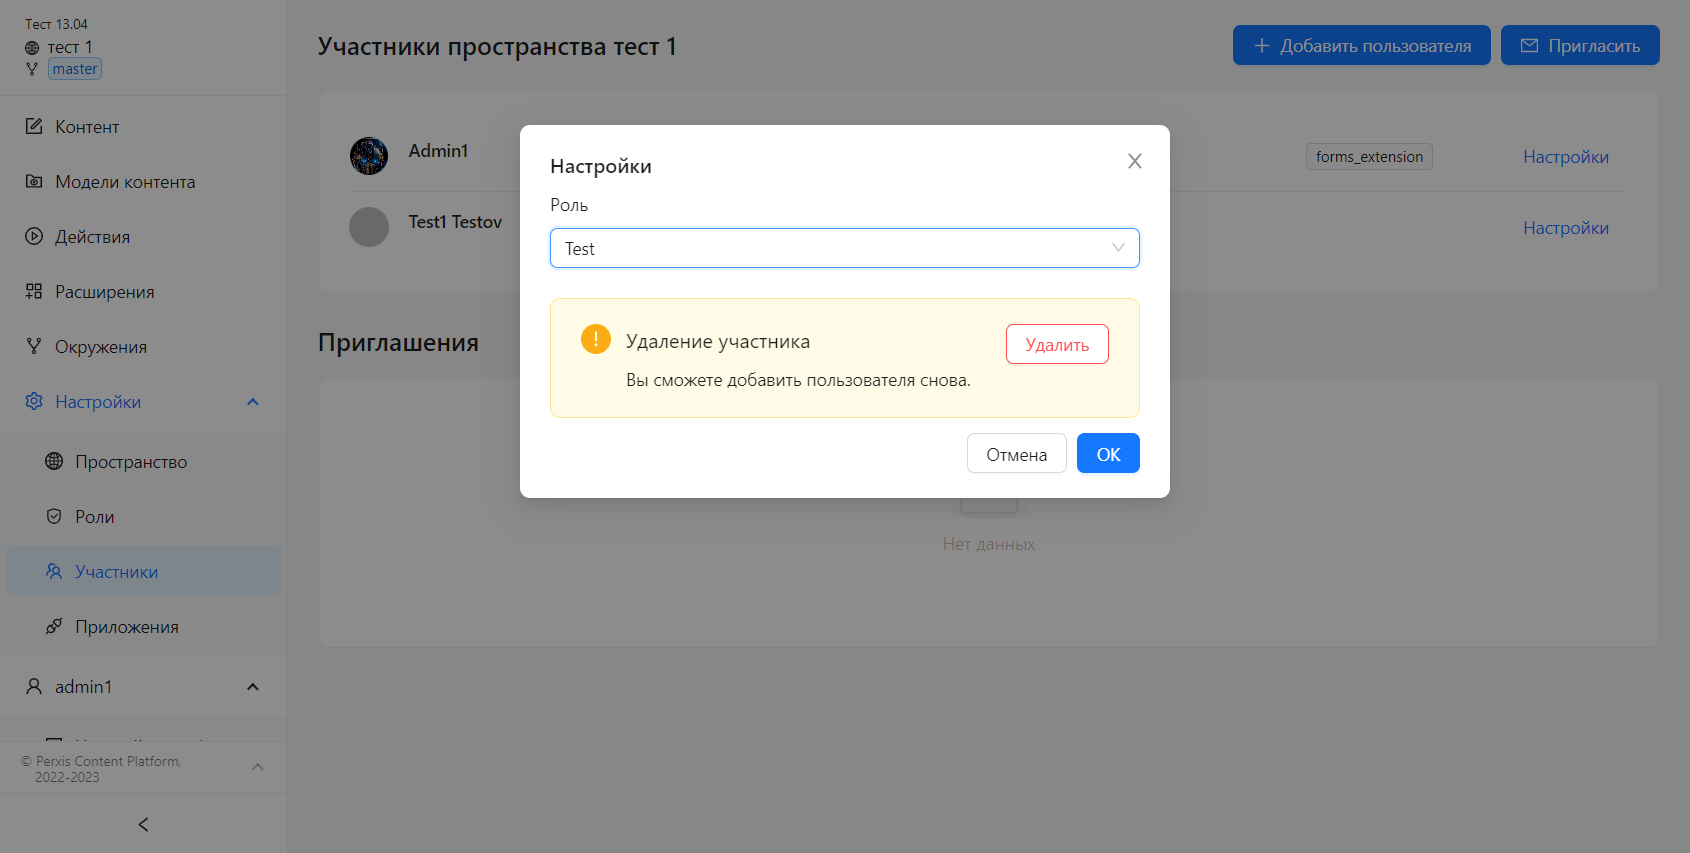 Тест 13.04
тест 1
master
Контент
Модели контента
Действия
Расширения
Окружения
Настройки
Пространство
Роли
Участники
Приложения
admin1
© Perxis Content Platform,
2022-2023
Участники пространства тест 1
Добавить пользователя
Пригласить
Admin1
forms_extension
Настройки
Test1 Testov
Настройки
Приглашения
Нет данных
Настройки
Роль
Test
Удаление участника
Удалить
Вы сможете добавить пользователя снова.
Отмена
ОК